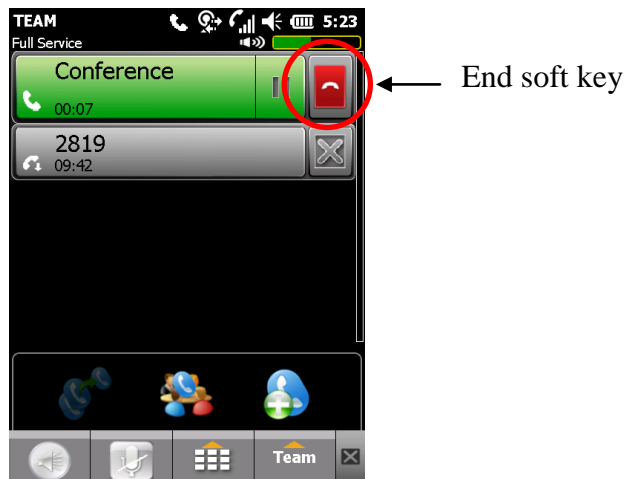 TEAM 5:23
Full Service
Conference
00:07
End soft key
2819
09:42
Team